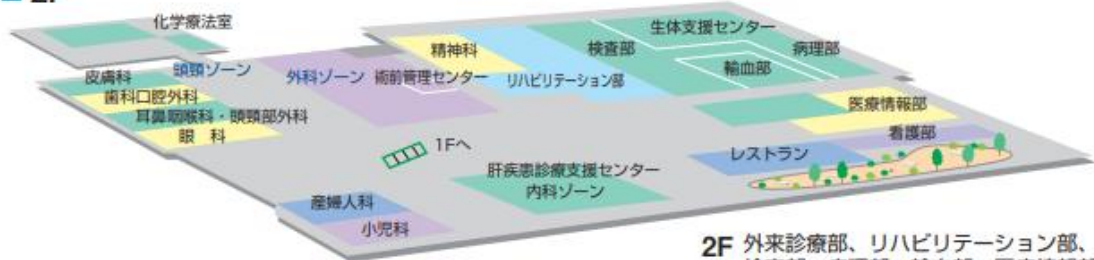 2F
化学療法室
生体支援センター
精神科
検査部
病理部
皮膚科
頭頸ゾーン
外科ゾーン
術前管理センター
リハビリテーション部
輸血部
歯科口腔外科
医療情報部
耳鼻咽喉科・頭頸部外科
眼　科
看護部
1Fへ
レストラン
肝疾患診療支援センター
内科ゾーン
産婦人科
小児科
2F 外来診療部、リハビリテーション部、